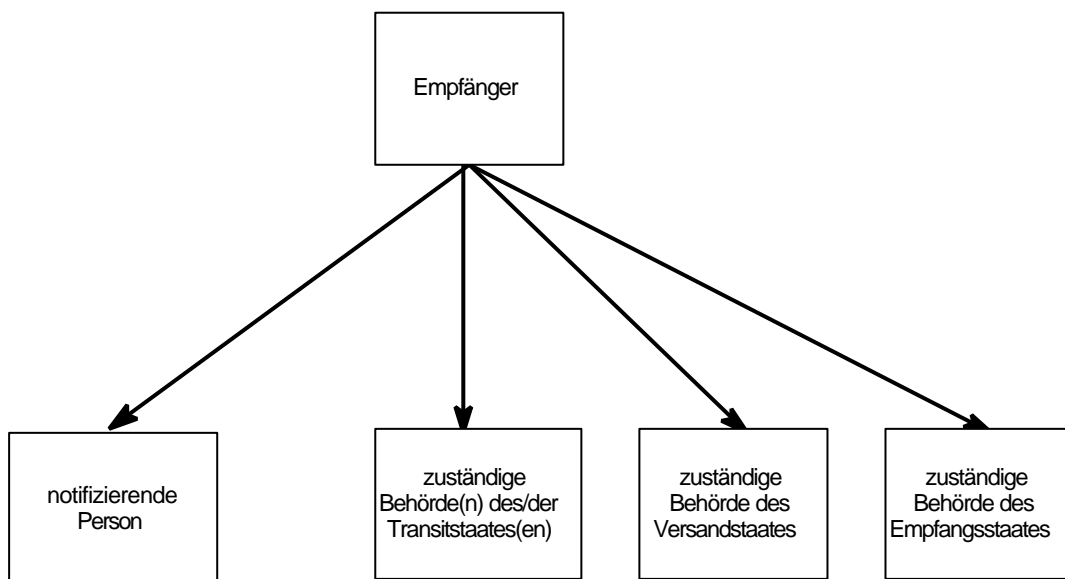 Empfänger
notifizierende
Person
zuständige
Behörde(n) des/der
Transitstaates(en)
zuständige
Behörde des
Versandstaates
zuständige
Behörde des
Empfangsstaates